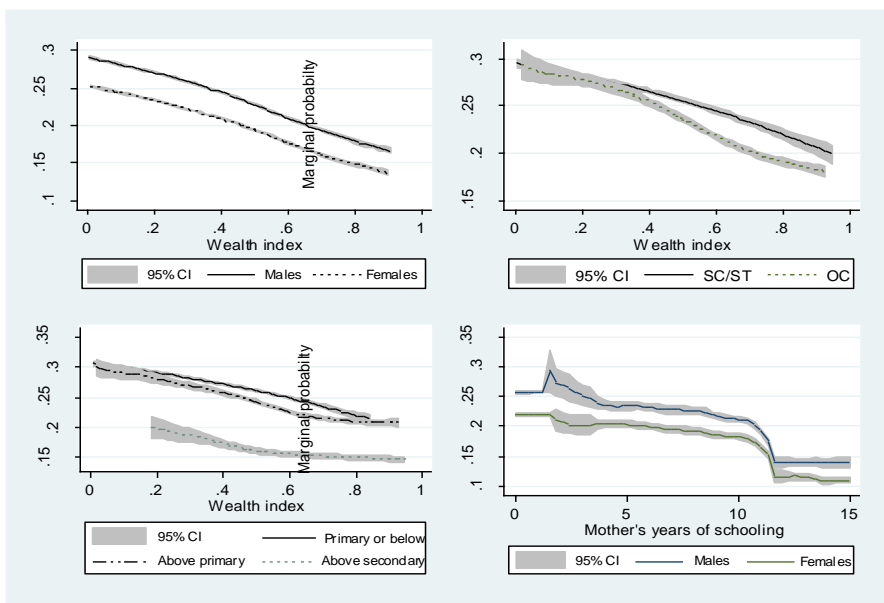 .3
.25
.2
.15
.1
Marginal probability
0 .2 .4 .6 .8 1
Wealth index
95% CI Males Females
.3
.25
.2
.15
0 .2 .4 .6 .8 1
Wealth index
95% CI SC/ST OC
.35
.3
.25
.2
.15
Marginal probabilty
0 .2 .4 .6 .8 1
Wealth index
95% CI Primary or below
Above primary Above secondary
.35
.3
.25
.2
.15
.1
0 5 10 15
Mother's years of schooling
95% CI Males Females